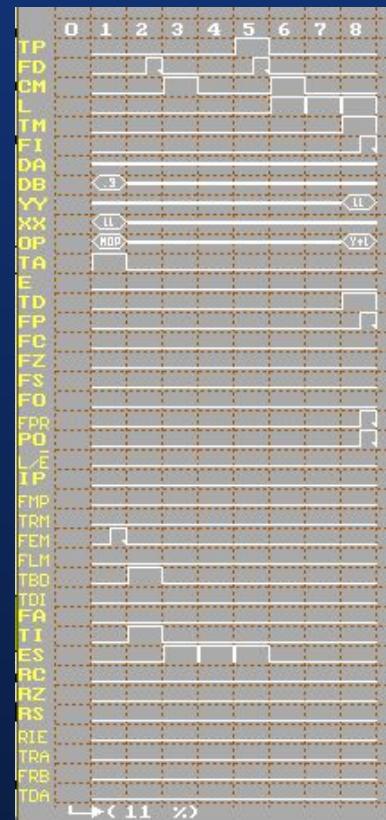 0 1 2 3 4 5 6 7 8
TP
FD
CM
L
TM
FI
DA
DB .9
YY LL
XX LL
OP NOP Y+1
TA
E
TD
FP
FC
FZ
FS
FO
FPR
PO
L/E̅
IP
FMP
TRM
FEM
FLM
TBD
TDI
FA
TI
ES
RC
RZ
RS
RIE
TRA
FRB
TDA
( 11 %)